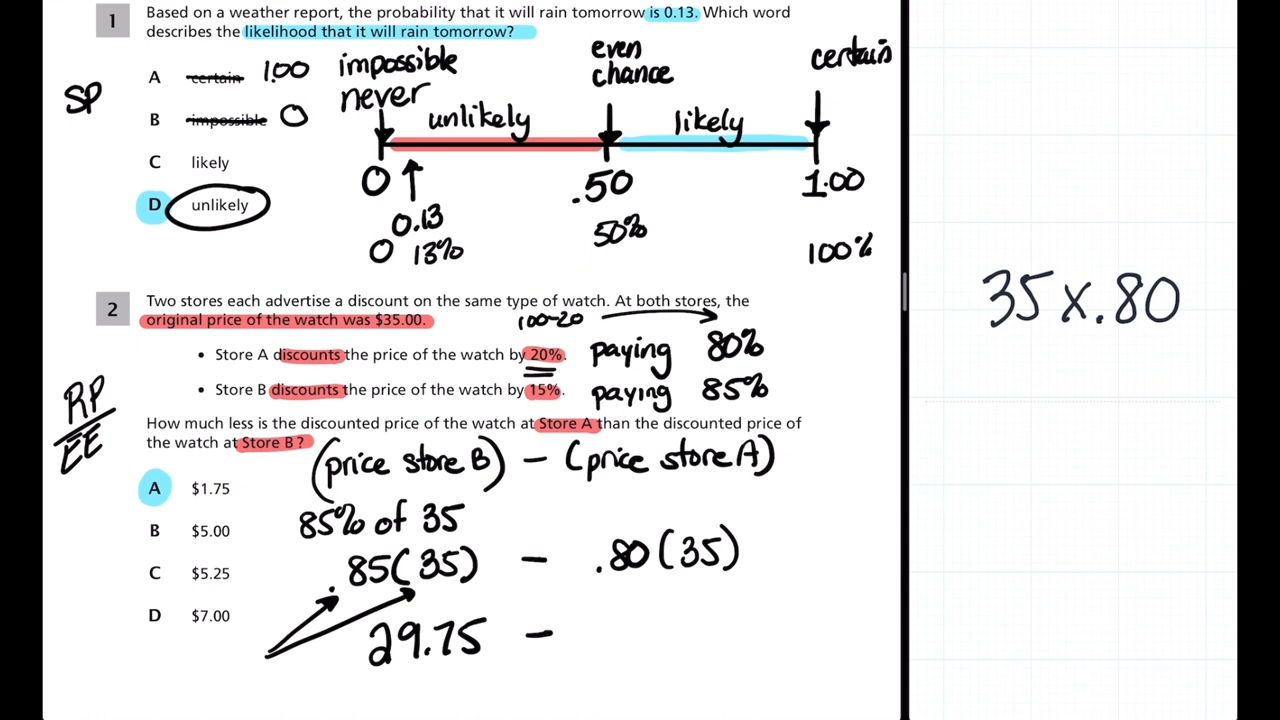 1 Based on a weather report, the probability that it will rain tomorrow is 0.13. Which word
describes the likelihood that it will rain tomorrow?
SP
A certain 1.00
B impossible 0
C likely
D unlikely
impossible
never
unlikely
even
chance
likely
certain
0 .50 1.00
0.13
0 13% 50% 100%
2 Two stores each advertise a discount on the same type of watch. At both stores, the
original price of the watch was $35.00.
100-20
• Store A discounts the price of the watch by 20%. paying 80%
• Store B discounts the price of the watch by 15%. paying 85%
RP
EE
How much less is the discounted price of the watch at Store A than the discounted price of
the watch at Store B?
(price store B) - (price store A)
A $1.75
B $5.00
C $5.25
D $7.00
85% of 35
.85(35) - .80(35)
29.75 -
35 x .80